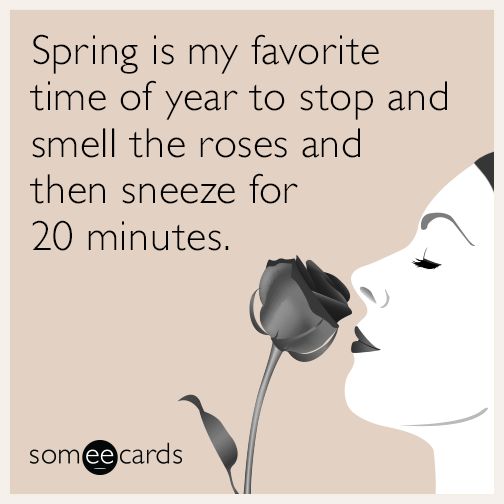 Spring is my favorite
time of year to stop and
smell the roses and
then sneeze for
20 minutes.
someecards